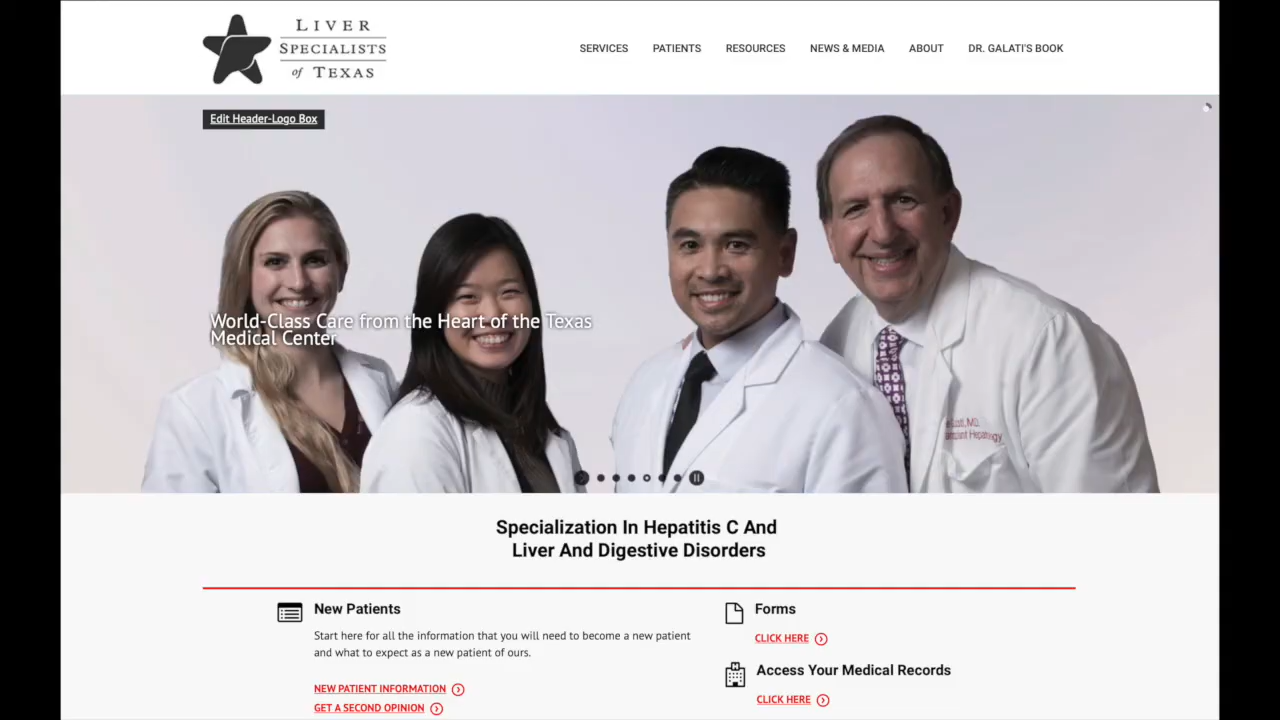 LIVER
SPECIALISTS
of TEXAS
SERVICES PATIENTS RESOURCES NEWS & MEDIA ABOUT DR. GALATI'S BOOK
Edit Header-Logo Box
World-Class Care from the Heart of the Texas
Medical Center
Specialization In Hepatitis C And
Liver And Digestive Disorders
New Patients
Start here for all the information that you will need to become a new patient
and what to expect as a new patient of ours.
NEW PATIENT INFORMATION
GET A SECOND OPINION
Forms
CLICK HERE
Access Your Medical Records
CLICK HERE